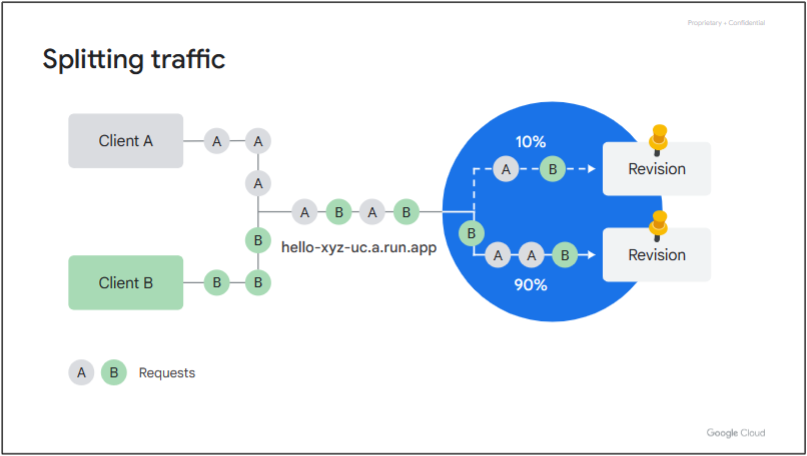 Proprietary + Confidential
Splitting traffic
Client A
A A
A
A B A B
hello-xyz-uc.a.run.app
B
Client B
B B
10%
A B
Revision
B
A A B
Revision
90%
A B Requests
Google Cloud